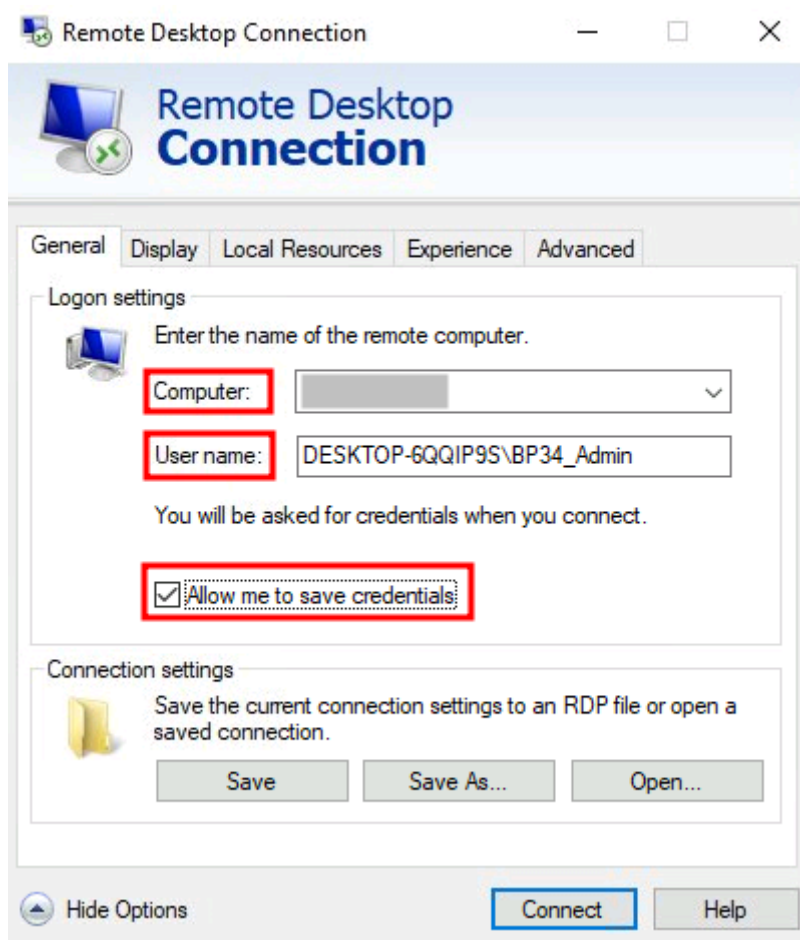 Remote Desktop Connection
Remote Desktop
Connection
General Display Local Resources Experience Advanced
Logon settings
Enter the name of the remote computer.
Computer:
User name: DESKTOP-6QQIP9S\BP34_Admin
You will be asked for credentials when you connect.
Allow me to save credentials
Connection settings
Save the current connection settings to an RDP file or open a
saved connection.
Save Save As... Open...
Hide Options Connect Help